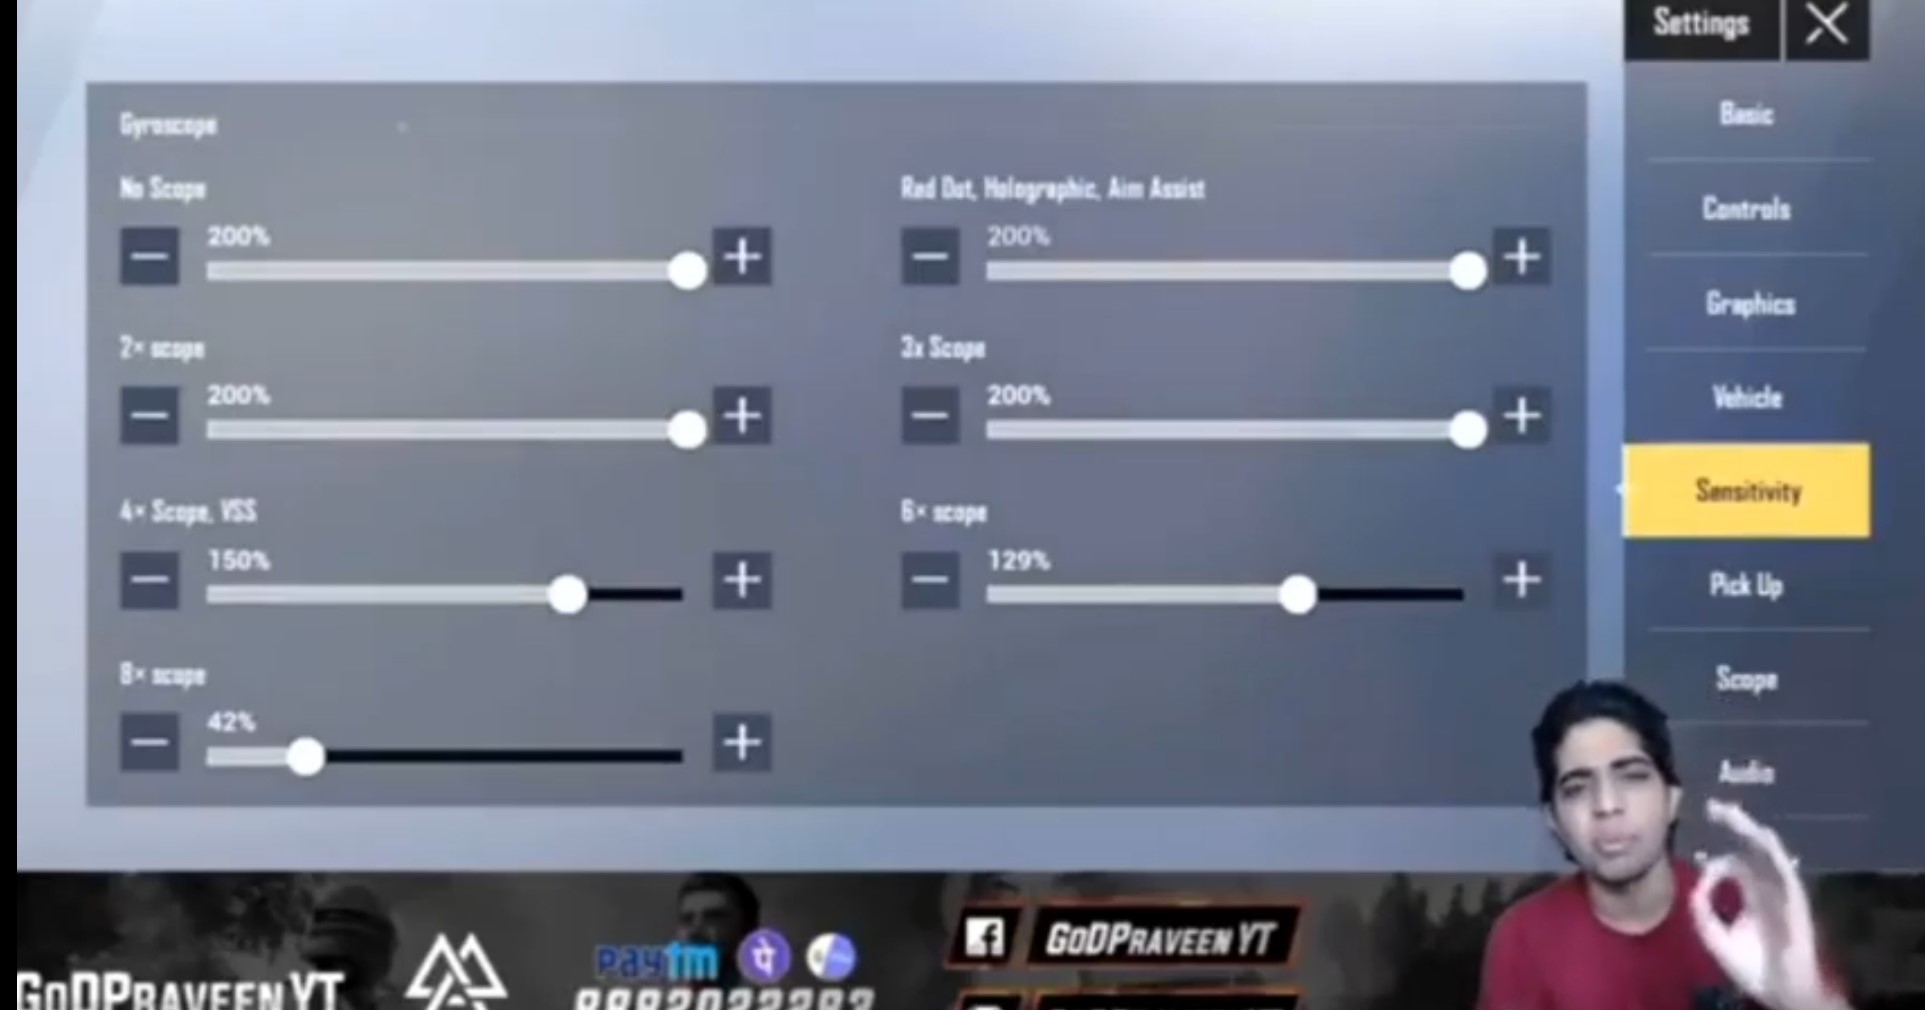 Settings
Gyroscope
No Scope
200%
Red Dot, Holographic, Aim Assist
200%
2× scope
200%
3x Scope
200%
4× Scope, VSS
150%
6× scope
129%
8× scope
42%
Basic
Controls
Graphics
Vehicle
Sensitivity
Pick Up
Scope
Audio
GODPRAVEEN YT
paytm
पे
GODPRAVEEN YT